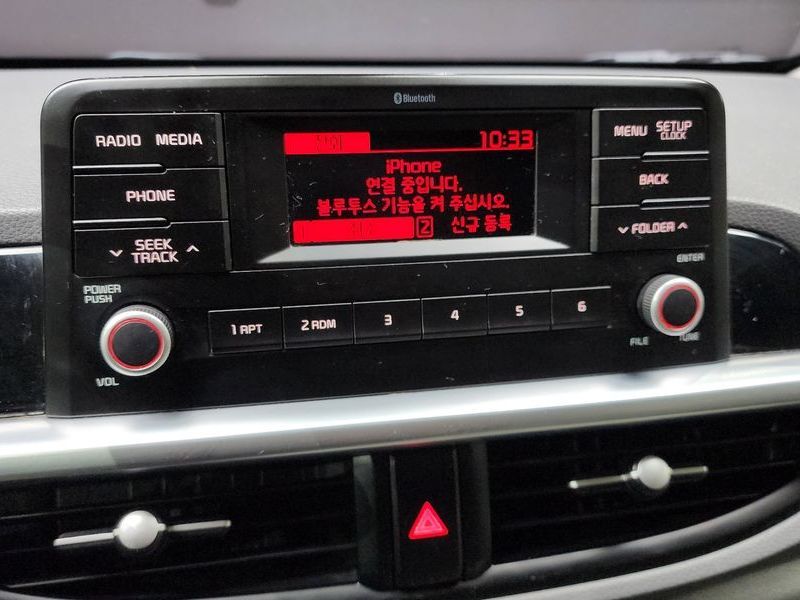 Bluetooth
RADIO MEDIA
PHONE
SEEK
TRACK
10:33
iPhone
연결 중입니다.
블루투스 기능을 켜 주십시오.
2 신규 등록
MENU SETUP
CLOCK
BACK
FOLDER
POWER
PUSH
VOL
1 RPT
2 RDM
3
4
5
6
ENTER
FILE
TUNE